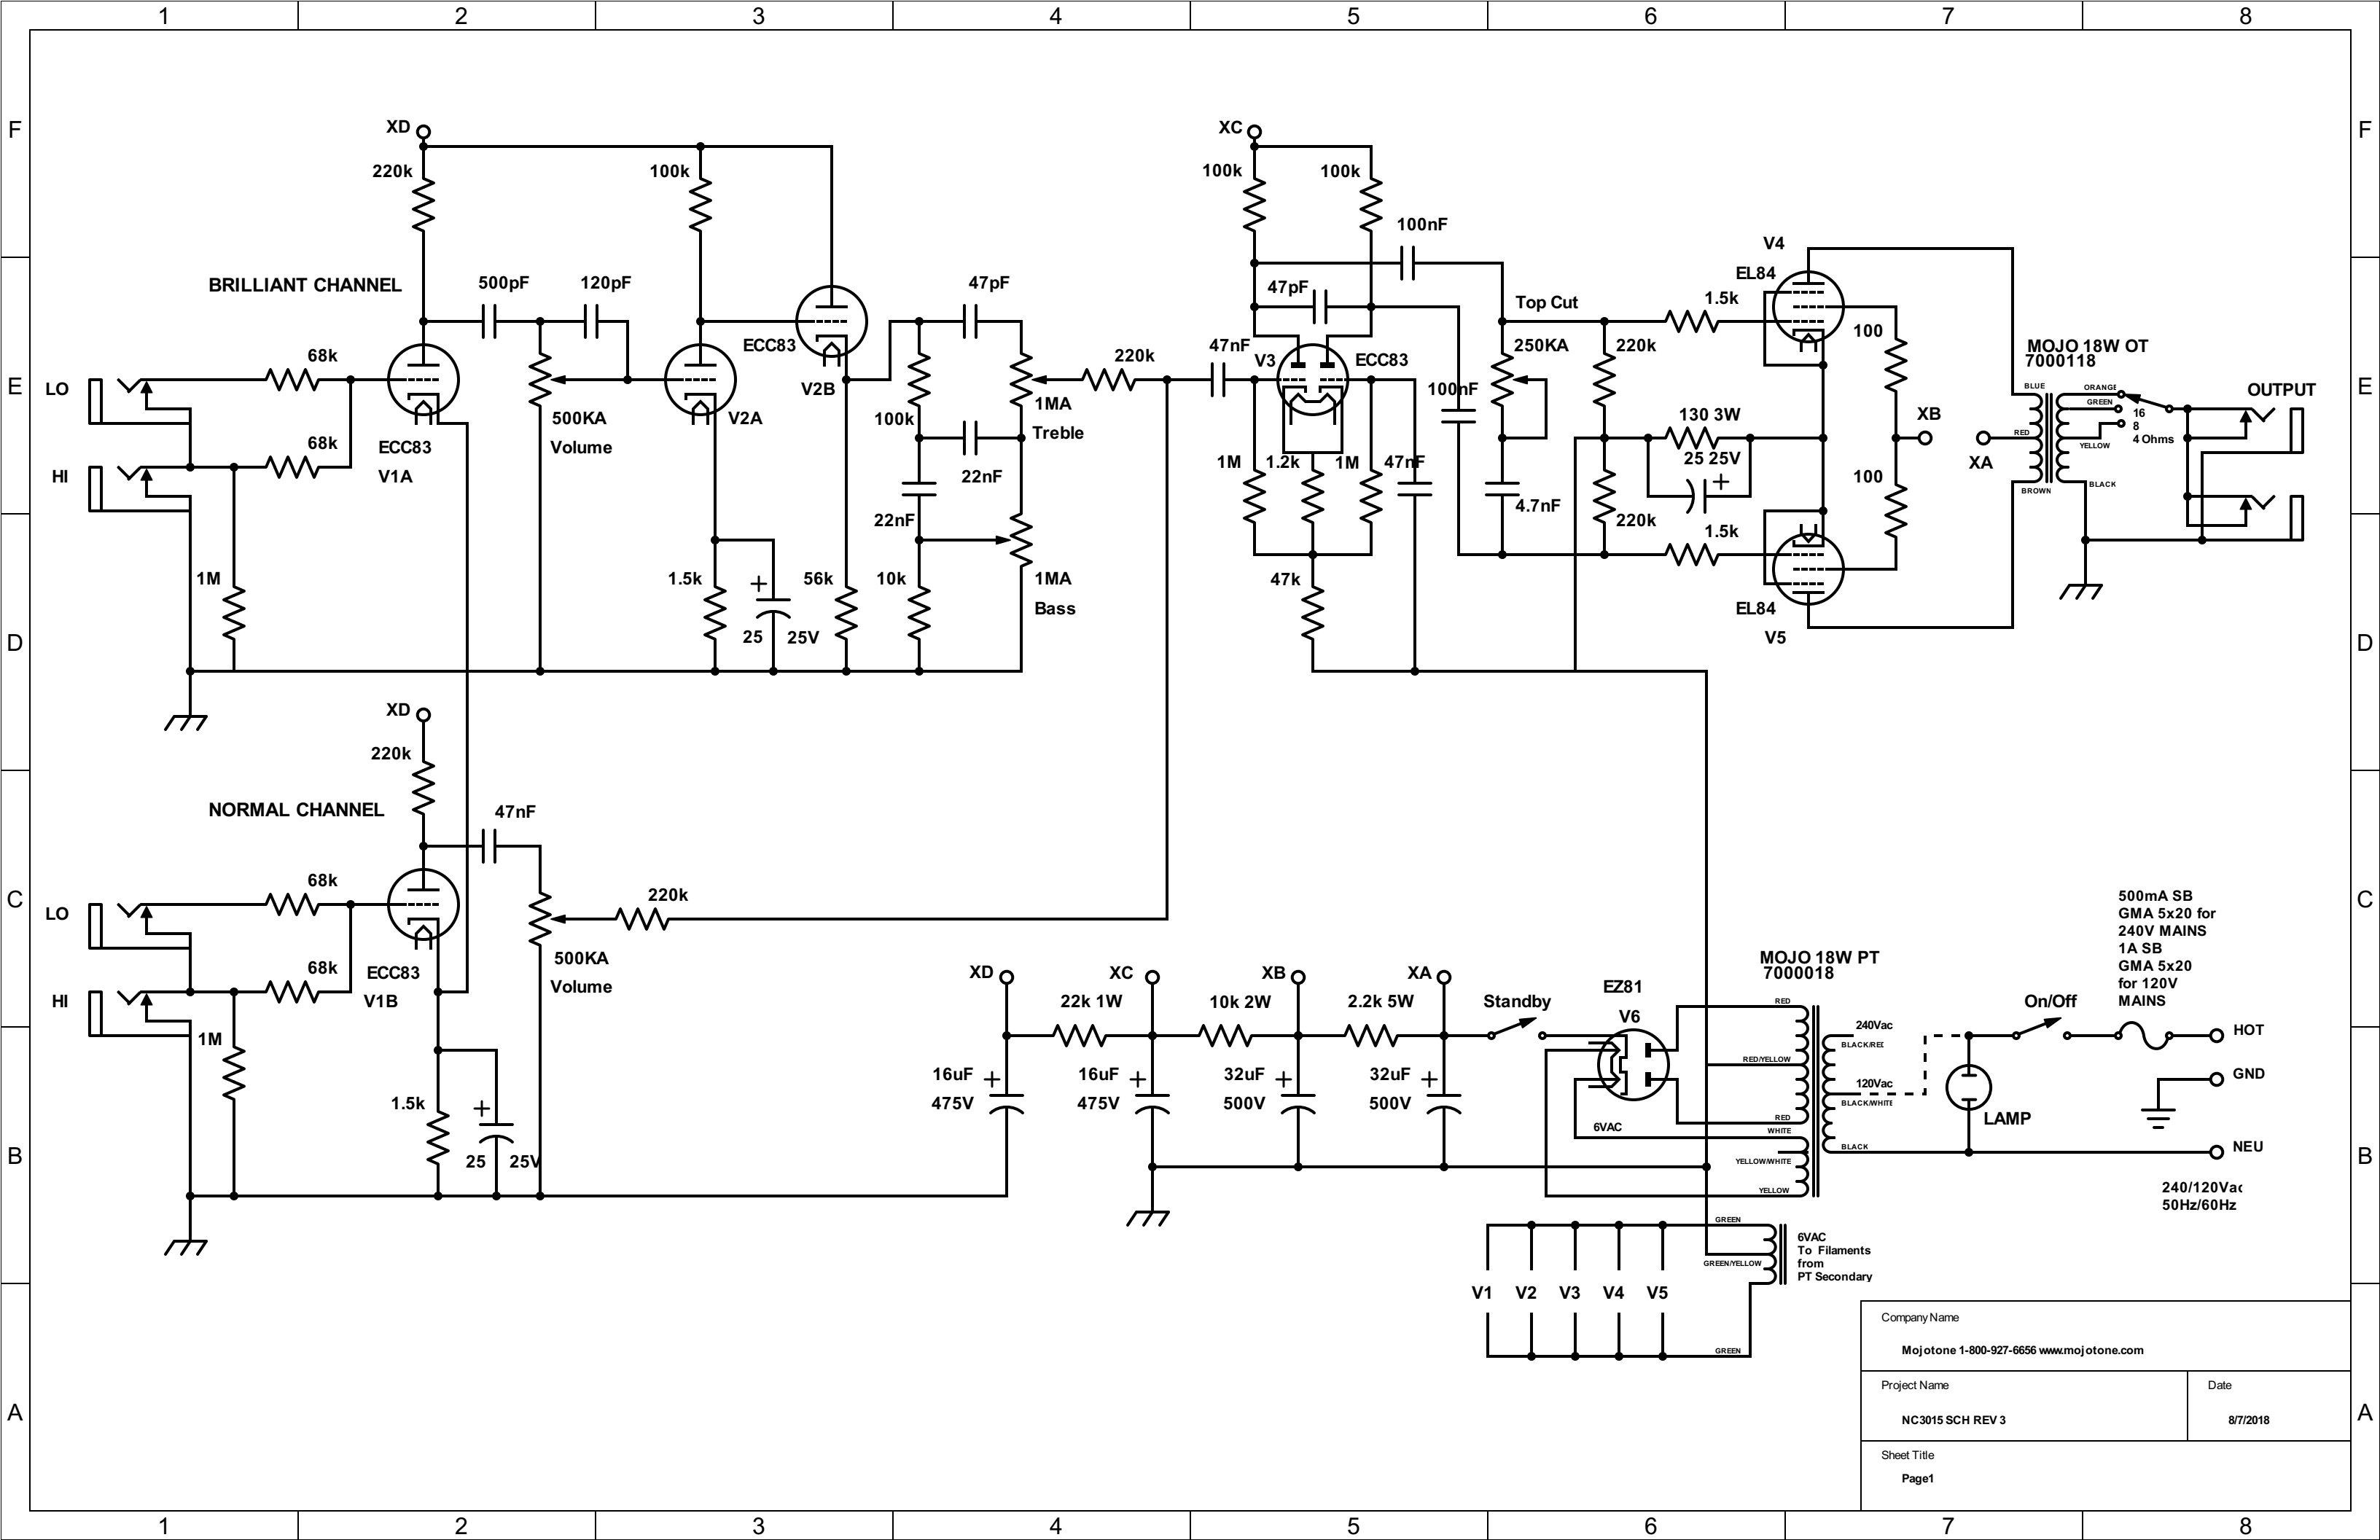 1 2 3 4 5 6 7 8
F F
E E
D D
C C
B B
A A
XD
220k
100k
BRILLIANT CHANNEL
500pF
120pF
68k
LO
68k
HI
ECC83
V1A
500KA
Volume
ECC83
V2B
V2A
47pF
100k
1MA
Treble
22nF
22nF
220k
1M
1.5k
25
25V
56k
10k
1MA
Bass
XC
100k
100k
100nF
47pF
47nF
V3
ECC83
100nF
1M
1.2k
1M
47nF
47k
Top Cut
250KA
4.7nF
220k
220k
1.5k
130 3W
25 25V
1.5k
V4
EL84
EL84
V5
100
100
XB
XA
MOJO 18W OT
7000118
BLUE
RED
BROWN
ORANGE
GREEN
YELLOW
BLACK
16
8
4 Ohms
OUTPUT
XD
220k
NORMAL CHANNEL
47nF
68k
LO
68k
HI
ECC83
V1B
500KA
Volume
220k
1M
1.5k
25
25V
XD
XC
XB
XA
22k 1W
10k 2W
2.2k 5W
Standby
16uF
475V
16uF
475V
32uF
500V
32uF
500V
EZ81
V6
6VAC
MOJO 18W PT
7000018
RED
RED/YELLOW
RED
WHITE
YELLOW/WHITE
YELLOW
240Vac
BLACK/RED
120Vac
BLACK/WHITE
BLACK
On/Off
LAMP
500mA SB
GMA 5x20 for
240V MAINS
1A SB
GMA 5x20
for 120V
MAINS
HOT
GND
NEU
240/120Vac
50Hz/60Hz
GREEN
GREEN/YELLOW
GREEN
6VAC
To Filaments
from
PT Secondary
V1 V2 V3 V4 V5
Company Name
Mojotone 1-800-927-6656 www.mojotone.com
Project Name
NC3015 SCH REV 3
Date
8/7/2018
Sheet Title
Page1
1 2 3 4 5 6 7 8